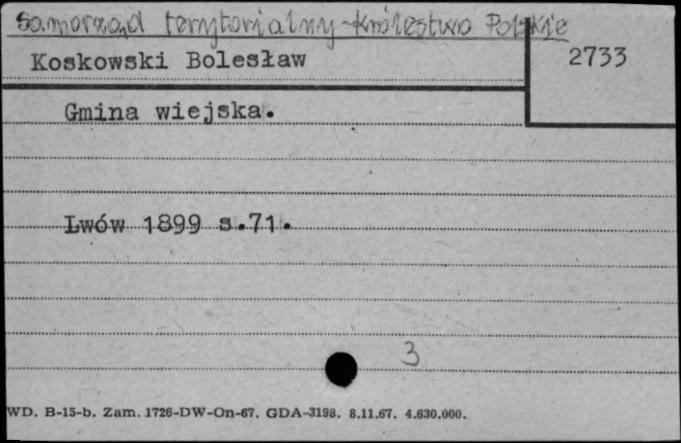 Samorząd terytorialny - Królestwo Polskie
Koskowski Bolesław
2733
Gmina wiejska.
Lwów 1899 s.71.
3
WD. B-15-b. Zam. 1726-DW-On-67. GDA-3198. 8.11.67. 4.630.000.